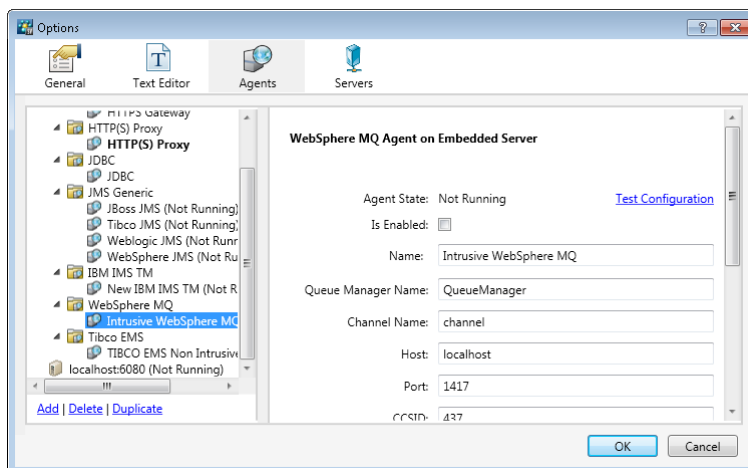 Options
General
Text Editor
Agents
Servers
HTTPS Gateway
HTTP(S) Proxy
HTTP(S) Proxy
JDBC
JDBC
JMS Generic
JBoss JMS (Not Running)
Tibco JMS (Not Running)
Weblogic JMS (Not Runr
WebSphere JMS (Not Ru
IBM IMS TM
New IBM IMS TM (Not R
WebSphere MQ
Intrusive WebSphere MQ
Tibco EMS
TIBCO EMS Non Intrusive
localhost:6080 (Not Running)
Add | Delete | Duplicate
WebSphere MQ Agent on Embedded Server
Agent State: Not Running Test Configuration
Is Enabled:
Name: Intrusive WebSphere MQ
Queue Manager Name: QueueManager
Channel Name: channel
Host: localhost
Port: 1417
CCSID: 437
OK Cancel